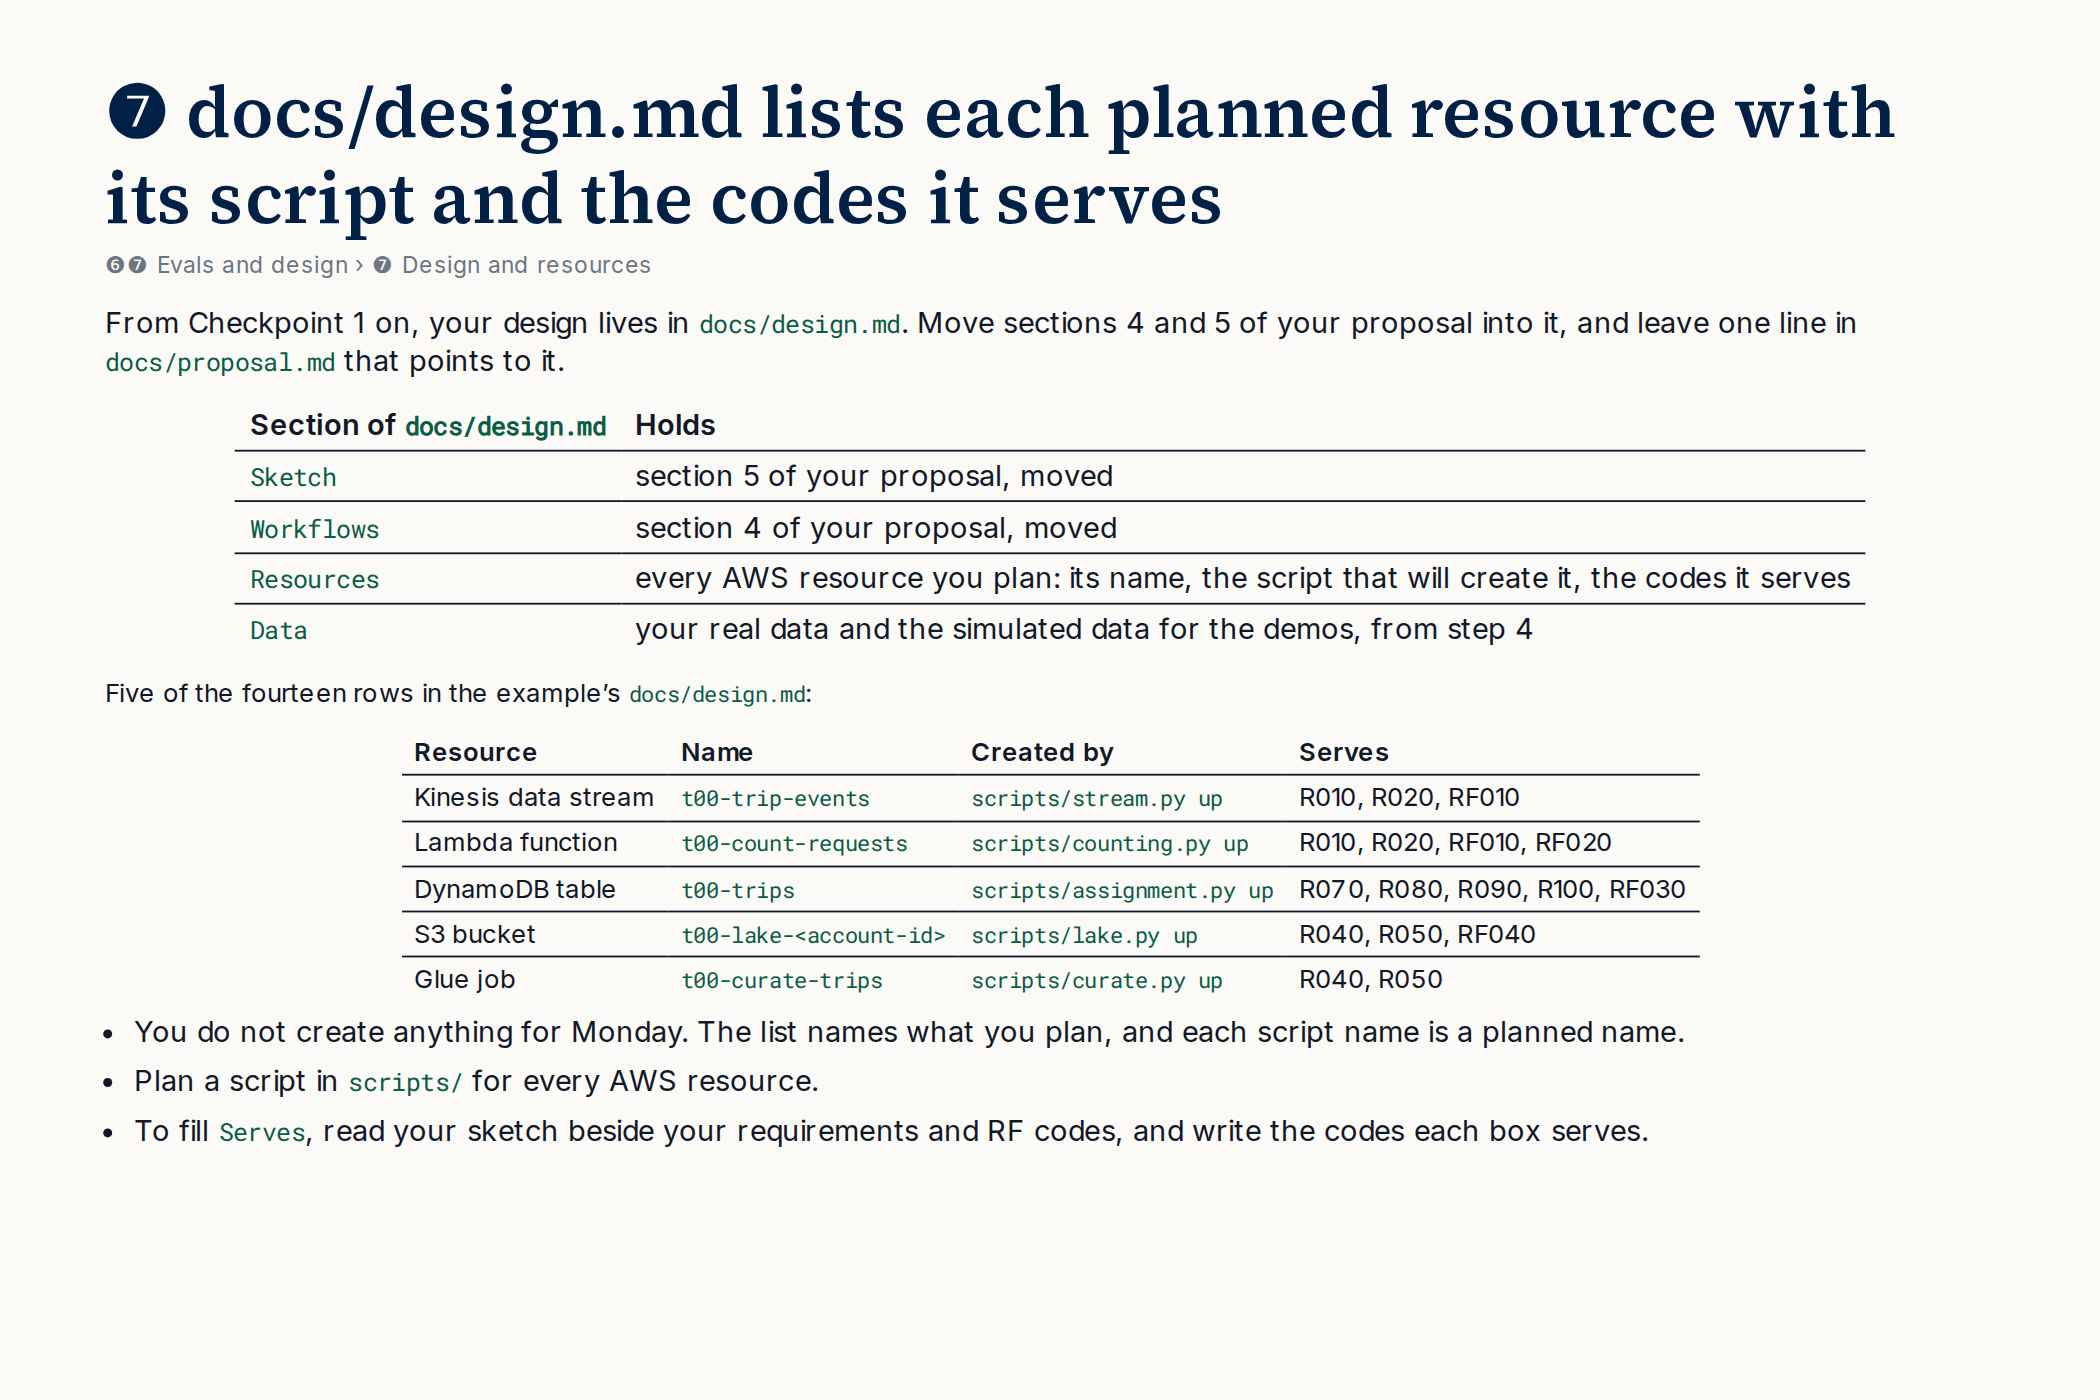 ❼ docs/design.md lists each planned resource with
its script and the codes it serves
❻❼ Evals and design › ❼ Design and resources
From Checkpoint 1 on, your design lives in docs/design.md. Move sections 4 and 5 of your proposal into it, and leave one line in
docs/proposal.md that points to it.
Section of docs/design.md Holds
Sketch section 5 of your proposal, moved
Workflows section 4 of your proposal, moved
Resources every AWS resource you plan: its name, the script that will create it, the codes it serves
Data your real data and the simulated data for the demos, from step 4
Five of the fourteen rows in the example’s docs/design.md:
Resource Name Created by Serves
Kinesis data stream t00-trip-events scripts/stream.py up R010, R020, RF010
Lambda function t00-count-requests scripts/counting.py up R010, R020, RF010, RF020
DynamoDB table t00-trips scripts/assignment.py up R070, R080, R090, R100, RF030
S3 bucket t00-lake-<account-id> scripts/lake.py up R040, R050, RF040
Glue job t00-curate-trips scripts/curate.py up R040, R050
• You do not create anything for Monday. The list names what you plan, and each script name is a planned name.
• Plan a script in scripts/ for every AWS resource.
• To fill Serves, read your sketch beside your requirements and RF codes, and write the codes each box serves.